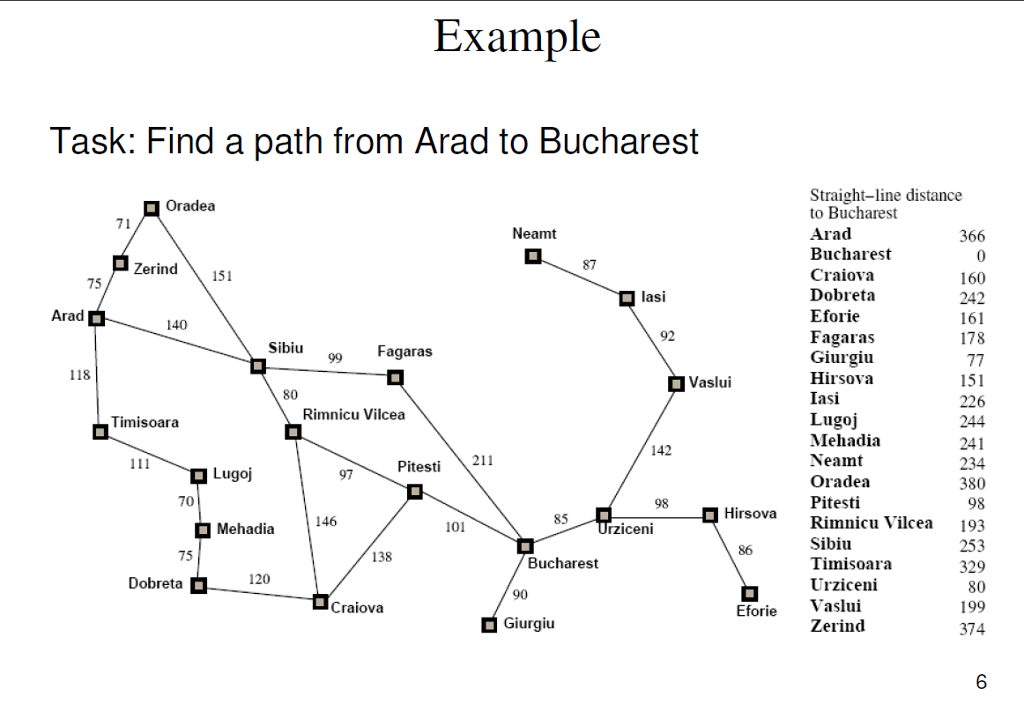 Example
Task: Find a path from Arad to Bucharest
Oradea
71
Zerind
151
75
Arad
140
Sibiu
99
Fagaras
118
80
Rimnicu Vilcea
Timisoara
111
Lugoj
97
Pitesti
211
70
Mehadia
146
101
75
138
Dobreta
120
Craiova
Neamt
87
Iasi
92
Vaslui
142
98
Hirsova
85
Urziceni
86
Bucharest
90
Giurgiu
Eforie
Straight–line distance
to Bucharest
Arad 366
Bucharest 0
Craiova 160
Dobreta 242
Eforie 161
Fagaras 178
Giurgiu 77
Hirsova 151
Iasi 226
Lugoj 244
Mehadia 241
Neamt 234
Oradea 380
Pitesti 98
Rimnicu Vilcea 193
Sibiu 253
Timisoara 329
Urziceni 80
Vaslui 199
Zerind 374
6